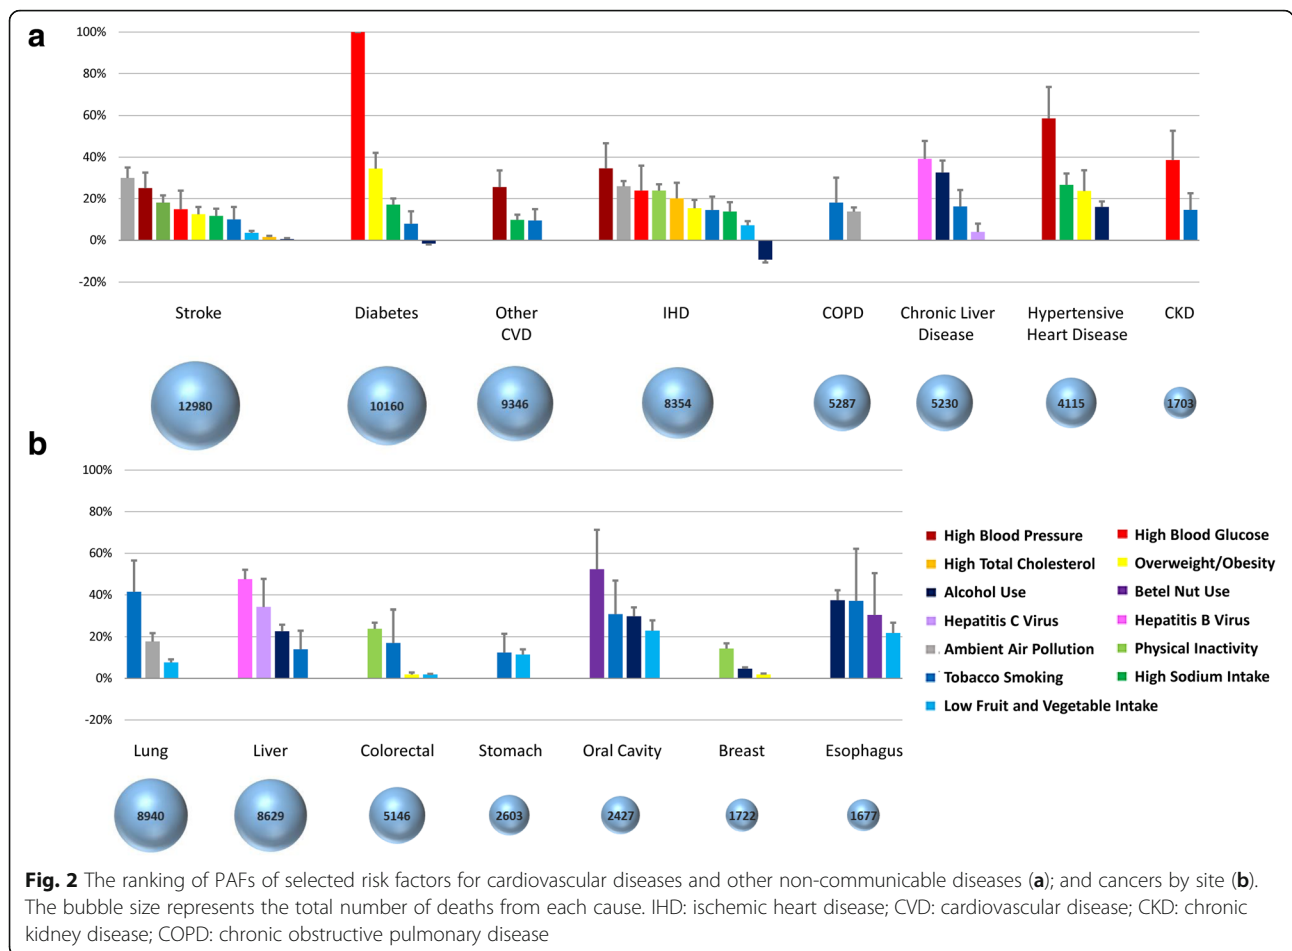 a
100%
80%
60%
40%
20%
0%
-20%
Stroke Diabetes Other CVD IHD COPD Chronic Liver Disease Hypertensive Heart Disease CKD
12980 10160 9346 8354 5287 5230 4115 1703
b
100%
80%
60%
40%
20%
0%
-20%
High Blood Pressure High Blood Glucose
High Total Cholesterol Overweight/Obesity
Alcohol Use Betel Nut Use
Hepatitis C Virus Hepatitis B Virus
Ambient Air Pollution Physical Inactivity
Tobacco Smoking High Sodium Intake
Low Fruit and Vegetable Intake
Lung Liver Colorectal Stomach Oral Cavity Breast Esophagus
8940 8629 5146 2603 2427 1722 1677
Fig. 2 The ranking of PAFs of selected risk factors for cardiovascular diseases and other non-communicable diseases (a); and cancers by site (b).
The bubble size represents the total number of deaths from each cause. IHD: ischemic heart disease; CVD: cardiovascular disease; CKD: chronic
kidney disease; COPD: chronic obstructive pulmonary disease